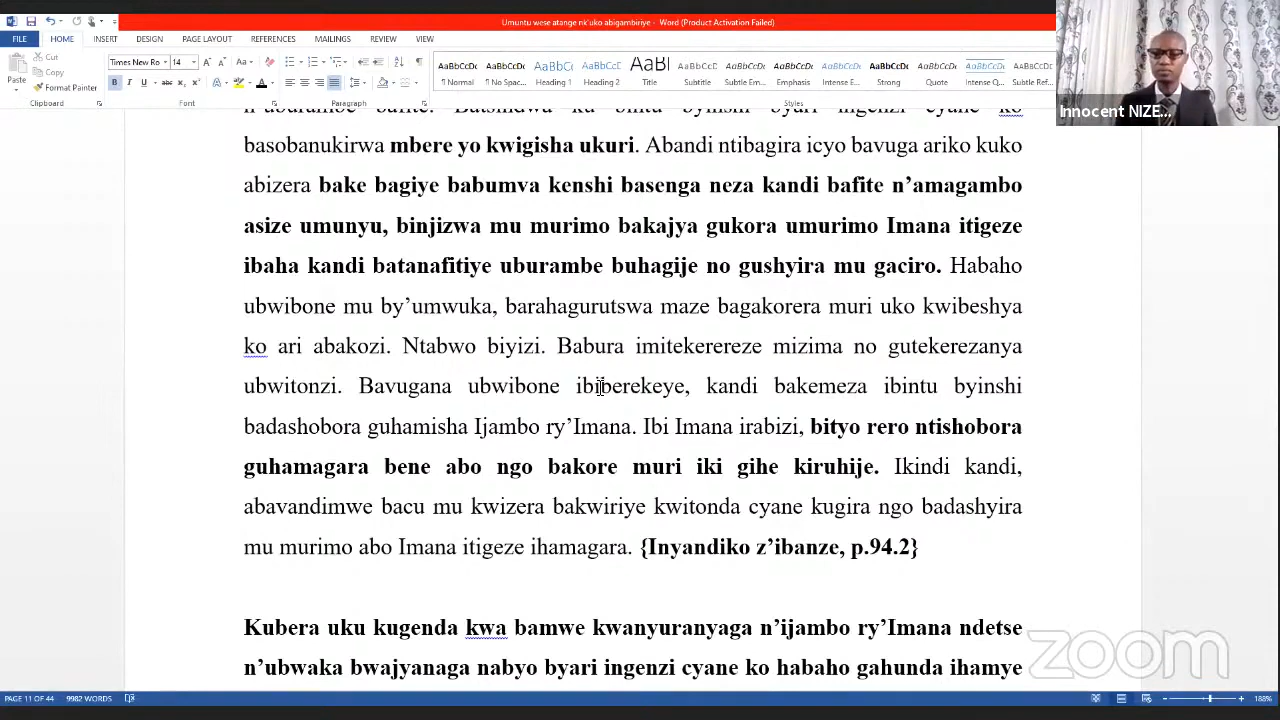 Umuntu wese atange nk'uko abigambiriye - Word (Product Activation Failed)
FILE HOME INSERT DESIGN PAGE LAYOUT REFERENCES MAILINGS REVIEW VIEW
Paste
Cut
Copy
Format Painter
Clipboard
Times New Ro 14
Font
Paragraph
AaBbCcDc AaBbCcDc AaBbCc AaBbCcC AaBl AaBbCcC AaBbCcDc AaBbCcDc AaBbCcDc AaBbCcDc AaBbCcDc AaBbCcDc AaBbCcDc
¶ Normal ¶ No Spac... Heading 1 Heading 2 Title Subtitle Subtle Em... Emphasis Intense E... Strong Quote Intense Q... Subtle Ref...
Styles
Innocent NIZE...
basobanukirwa mbere yo kwigisha ukuri. Abandi ntibagira icyo bavuga ariko kuko
abizera bake bagiye babumva kenshi basenga neza kandi bafite n’amagambo
asize umunyu, binjizwa mu murimo bakajya gukora umurimo Imana itigeze
ibaha kandi batanafitiye uburambe buhagije no gushyira mu gaciro. Habaho
ubwibone mu by’umwuka, barahagurutswa maze bagakorera muri uko kwibeshya
ko ari abakozi. Ntabwo biyizi. Babura imitekerereze mizima no gutekerezanya
ubwitonzi. Bavugana ubwibone ibiberekeye, kandi bakemeza ibintu byinshi
badashobora guhamisha Ijambo ry’Imana. Ibi Imana irabizi, bityo rero ntishobora
guhamagara bene abo ngo bakore muri iki gihe kiruhije. Ikindi kandi,
abavandimwe bacu mu kwizera bakwiriye kwitonda cyane kugira ngo badashyira
mu murimo abo Imana itigeze ihamagara. {Inyandiko z’ibanze, p.94.2}
Kubera uku kugenda kwa bamwe kwanyuranyaga n’ijambo ry’Imana ndetse
n’ubwaka bwajyanaga nabyo byari ingenzi cyane ko habaho gahunda ihamye
zoom
PAGE 11 OF 44 9982 WORDS
188%